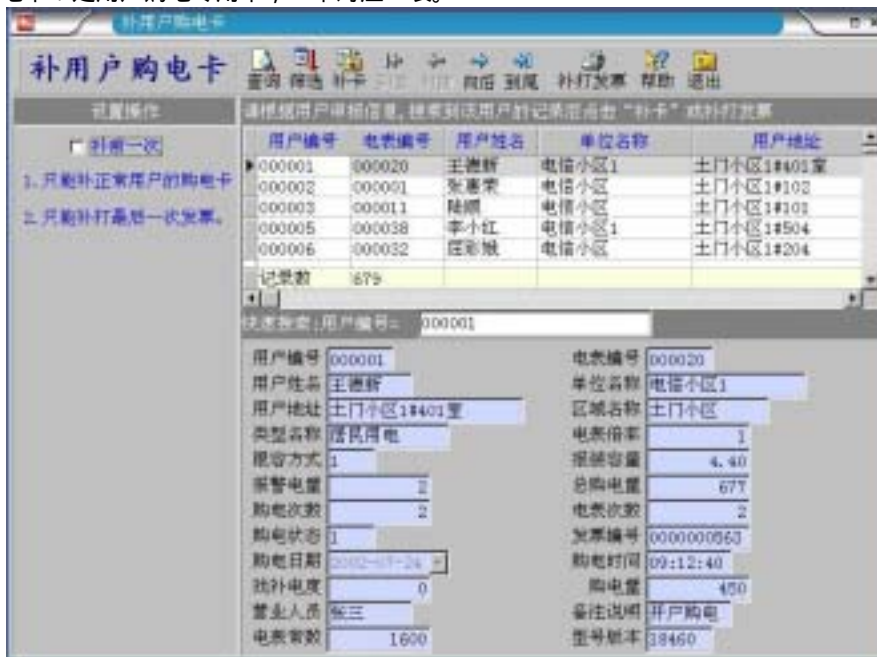 补用户购电卡
补用户购电卡
查询 筛选 补卡 向后 到尾 补打发票 帮助 退出
设置操作
请根据用户申报信息,搜索到该用户的记录后点击“补卡”或补打发票
补前一次
1. 只能补正常用户的购电卡
2. 只能补打最后一次发票。
用户编号 电表编号 用户姓名 单位名称 用户地址
000001 000020 王德新 电信小区1 土门小区1#401室
000002 000001 张惠荣 电信小区 土门小区1#102
000003 000011 陆顺 电信小区 土门小区1#101
000005 000038 李小红 电信小区1 土门小区1#504
000006 000032 彩娥 电信小区 土门小区1#204
记录数 679
快速搜索:用户编号= 000001
用户编号 000001 电表编号 000020
用户姓名 王德新 单位名称 电信小区1
用户地址 土门小区1#401室 区域名称 土门小区
类型名称 居民用电 电表倍率 1
限容方式 1 报装容量 4.40
报警电量 2 总购电量 677
购电次数 2 电表次数 2
购电状态 1 发票编号 0000000563
购电日期 2002-07-24 购电时间 09:12:40
找补电度 0 购电量 450
营业人员 张三 备注说明 开户购电
电表常数 1600 型号版本 18460